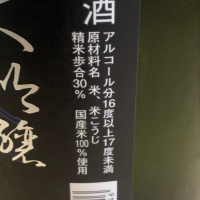 酒
アルコール分16度以上17度未満
原材料名 米、米こうじ
精米歩合30% 国産米100%使用
吟醸